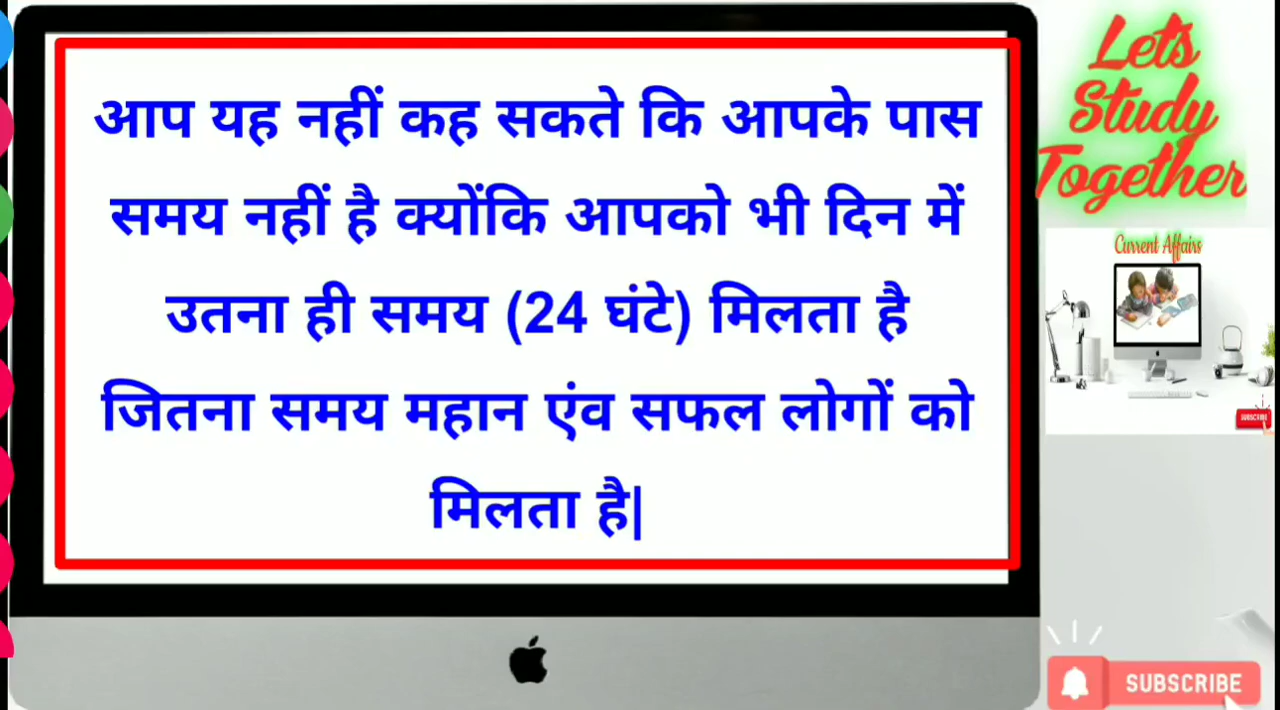 आप यह नहीं कह सकते कि आपके पास
समय नहीं है क्योंकि आपको भी दिन में
उतना ही समय (24 घंटे) मिलता है
जितना समय महान एंव सफल लोगों को
मिलता है|
Lets
Study
Together
Current Affairs
SUBSCRIBE
SUBSCRIBE